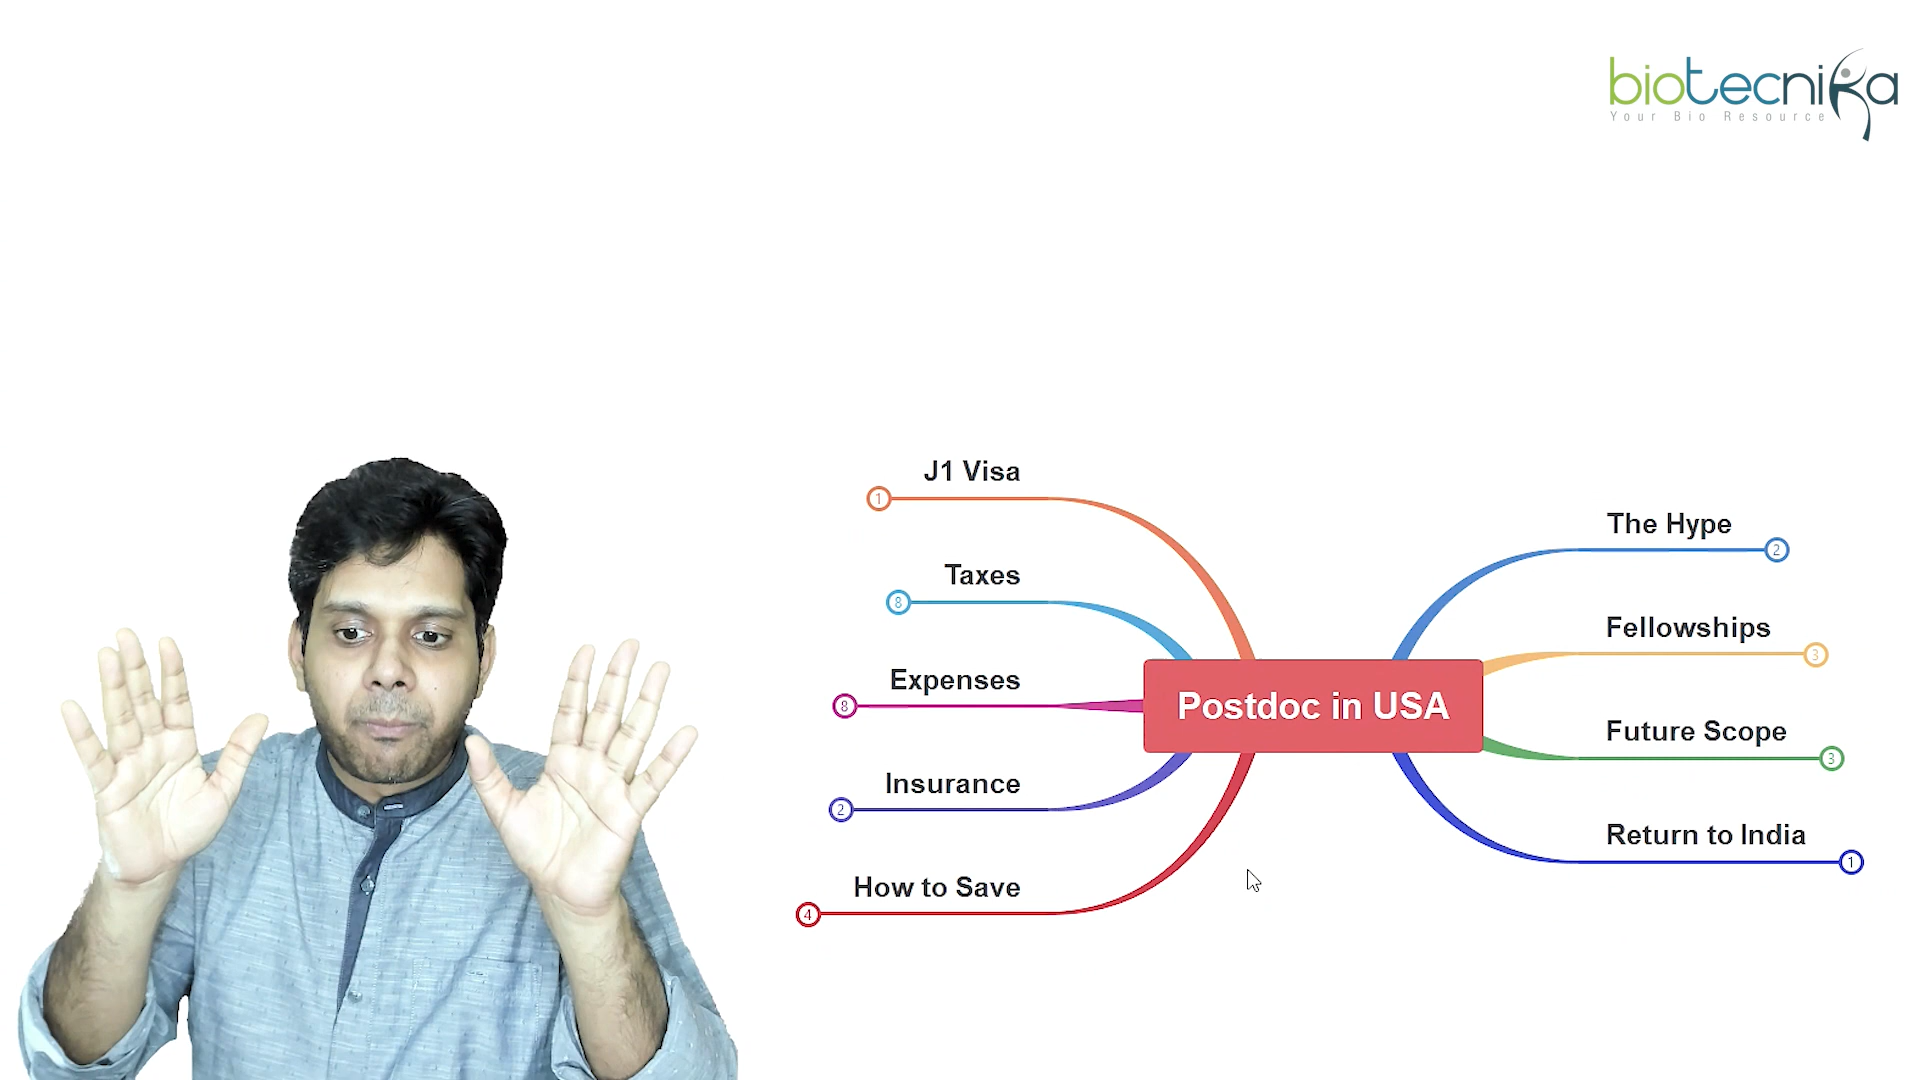 biotecnika
Your Bio Resource
J1 Visa
1
The Hype
2
Taxes
8
Fellowships
3
Expenses
8
Postdoc in USA
Future Scope
3
Insurance
2
Return to India
1
How to Save
4